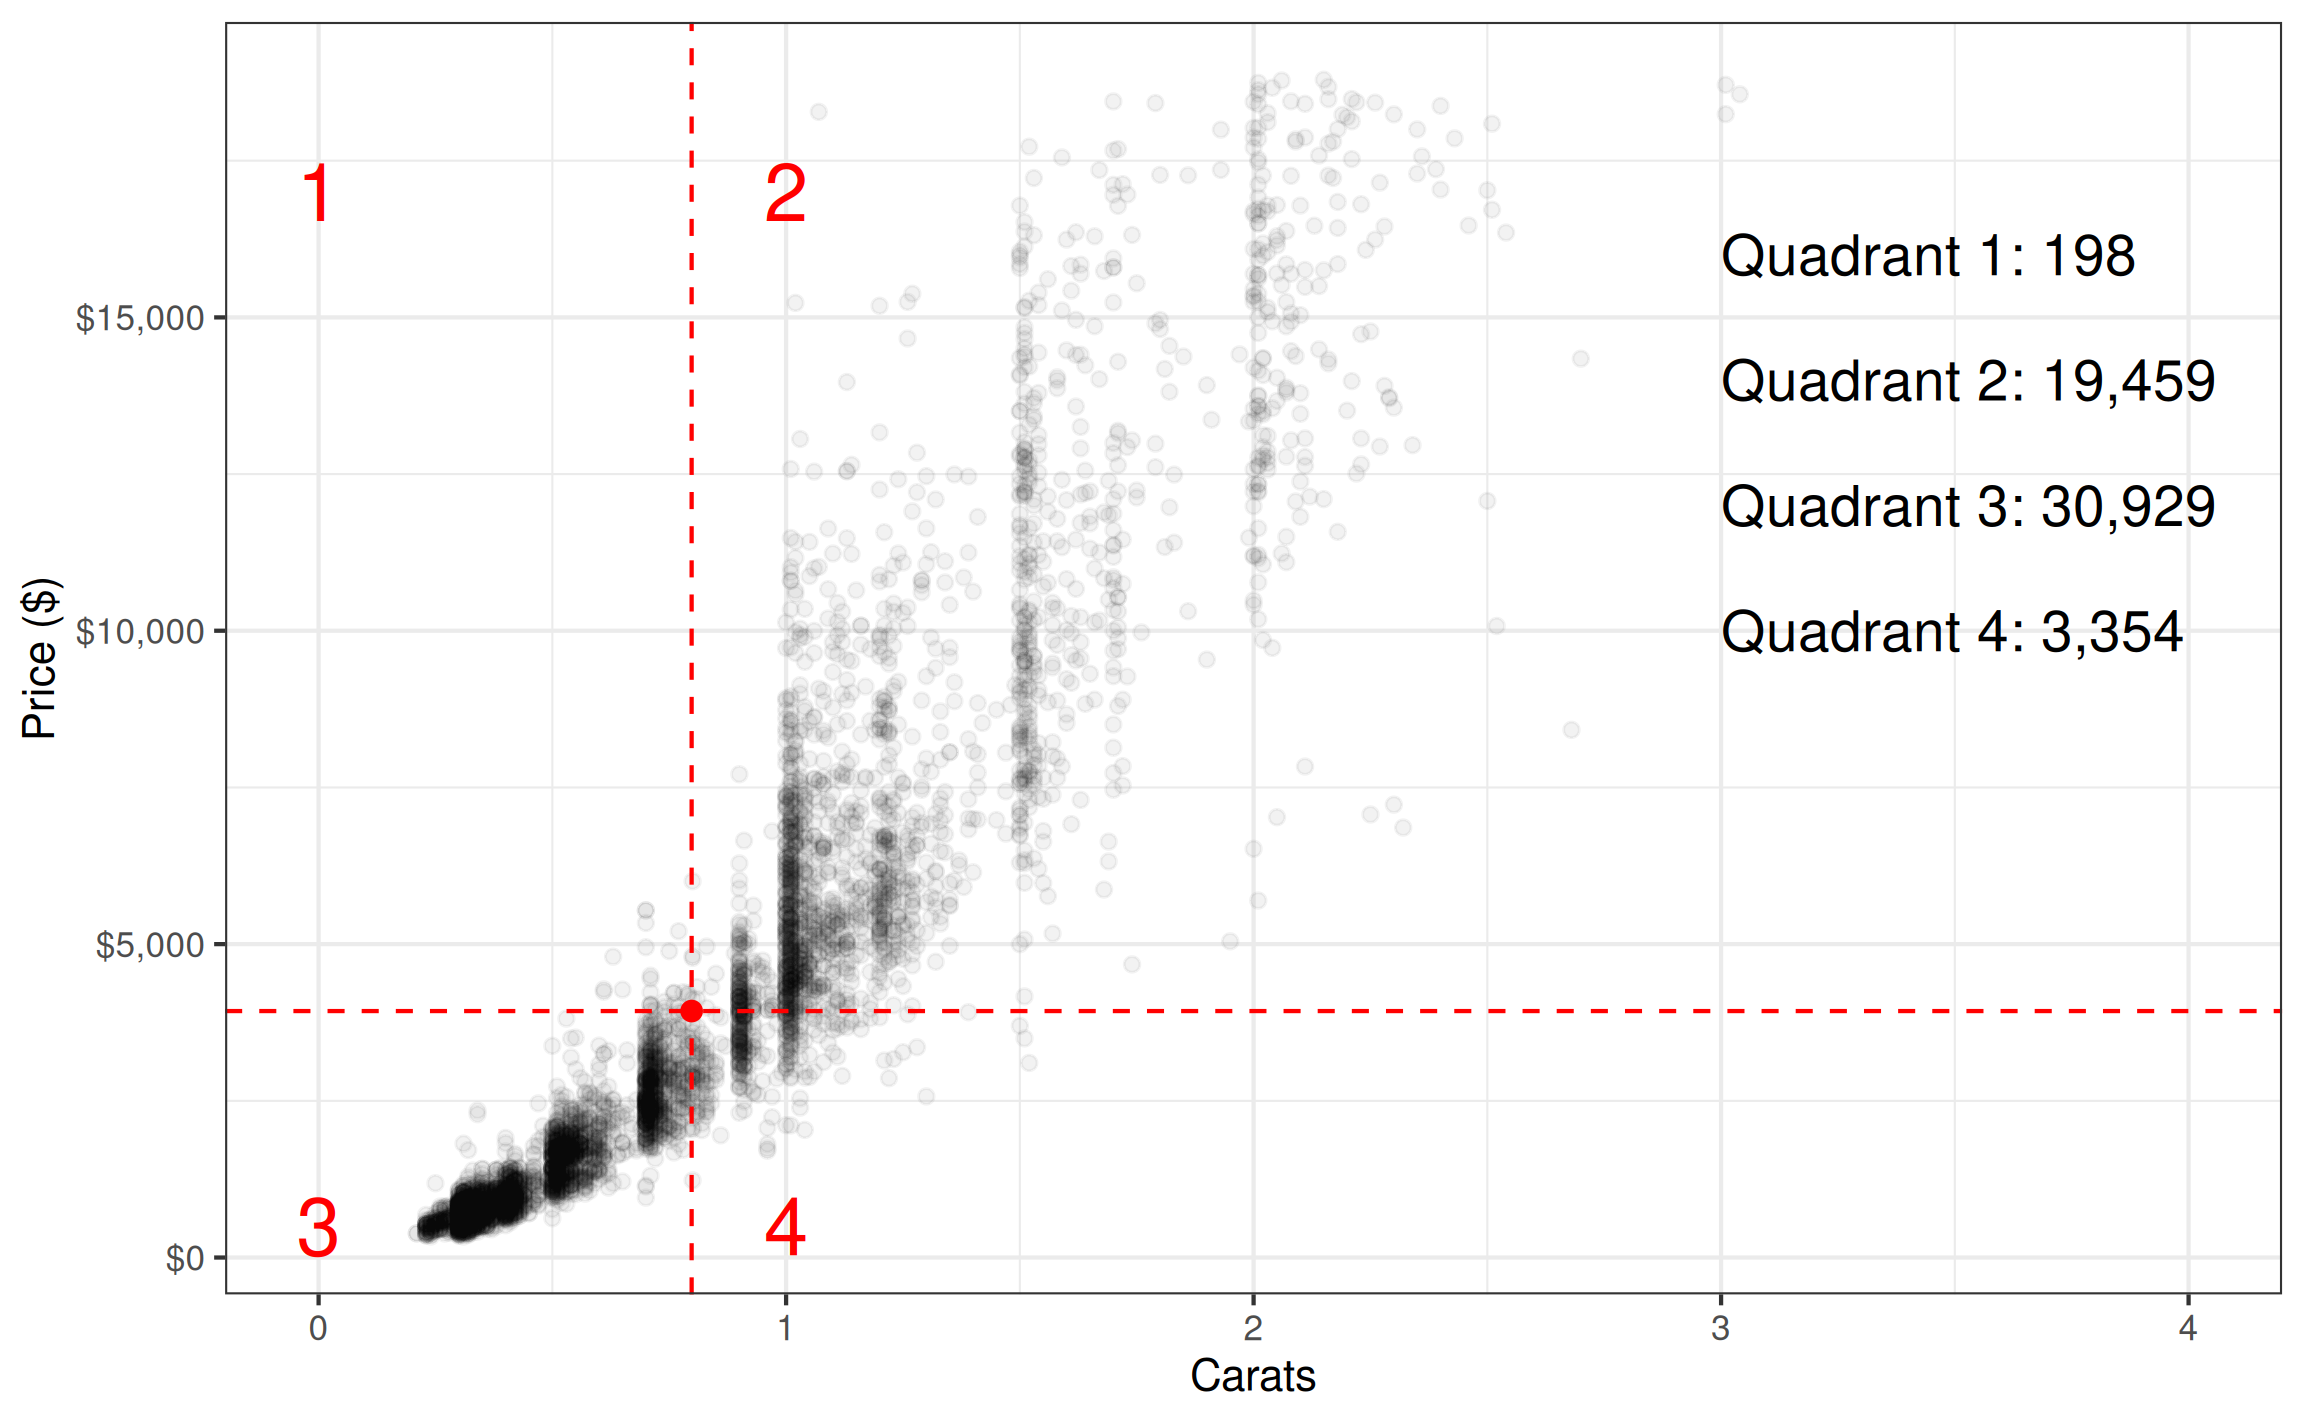 1
2
Quadrant 1: 198
Quadrant 2: 19,459
Quadrant 3: 30,929
Quadrant 4: 3,354
3
4
Price ($)
$15,000
$10,000
$5,000
$0
0
1
2
3
4
Carats